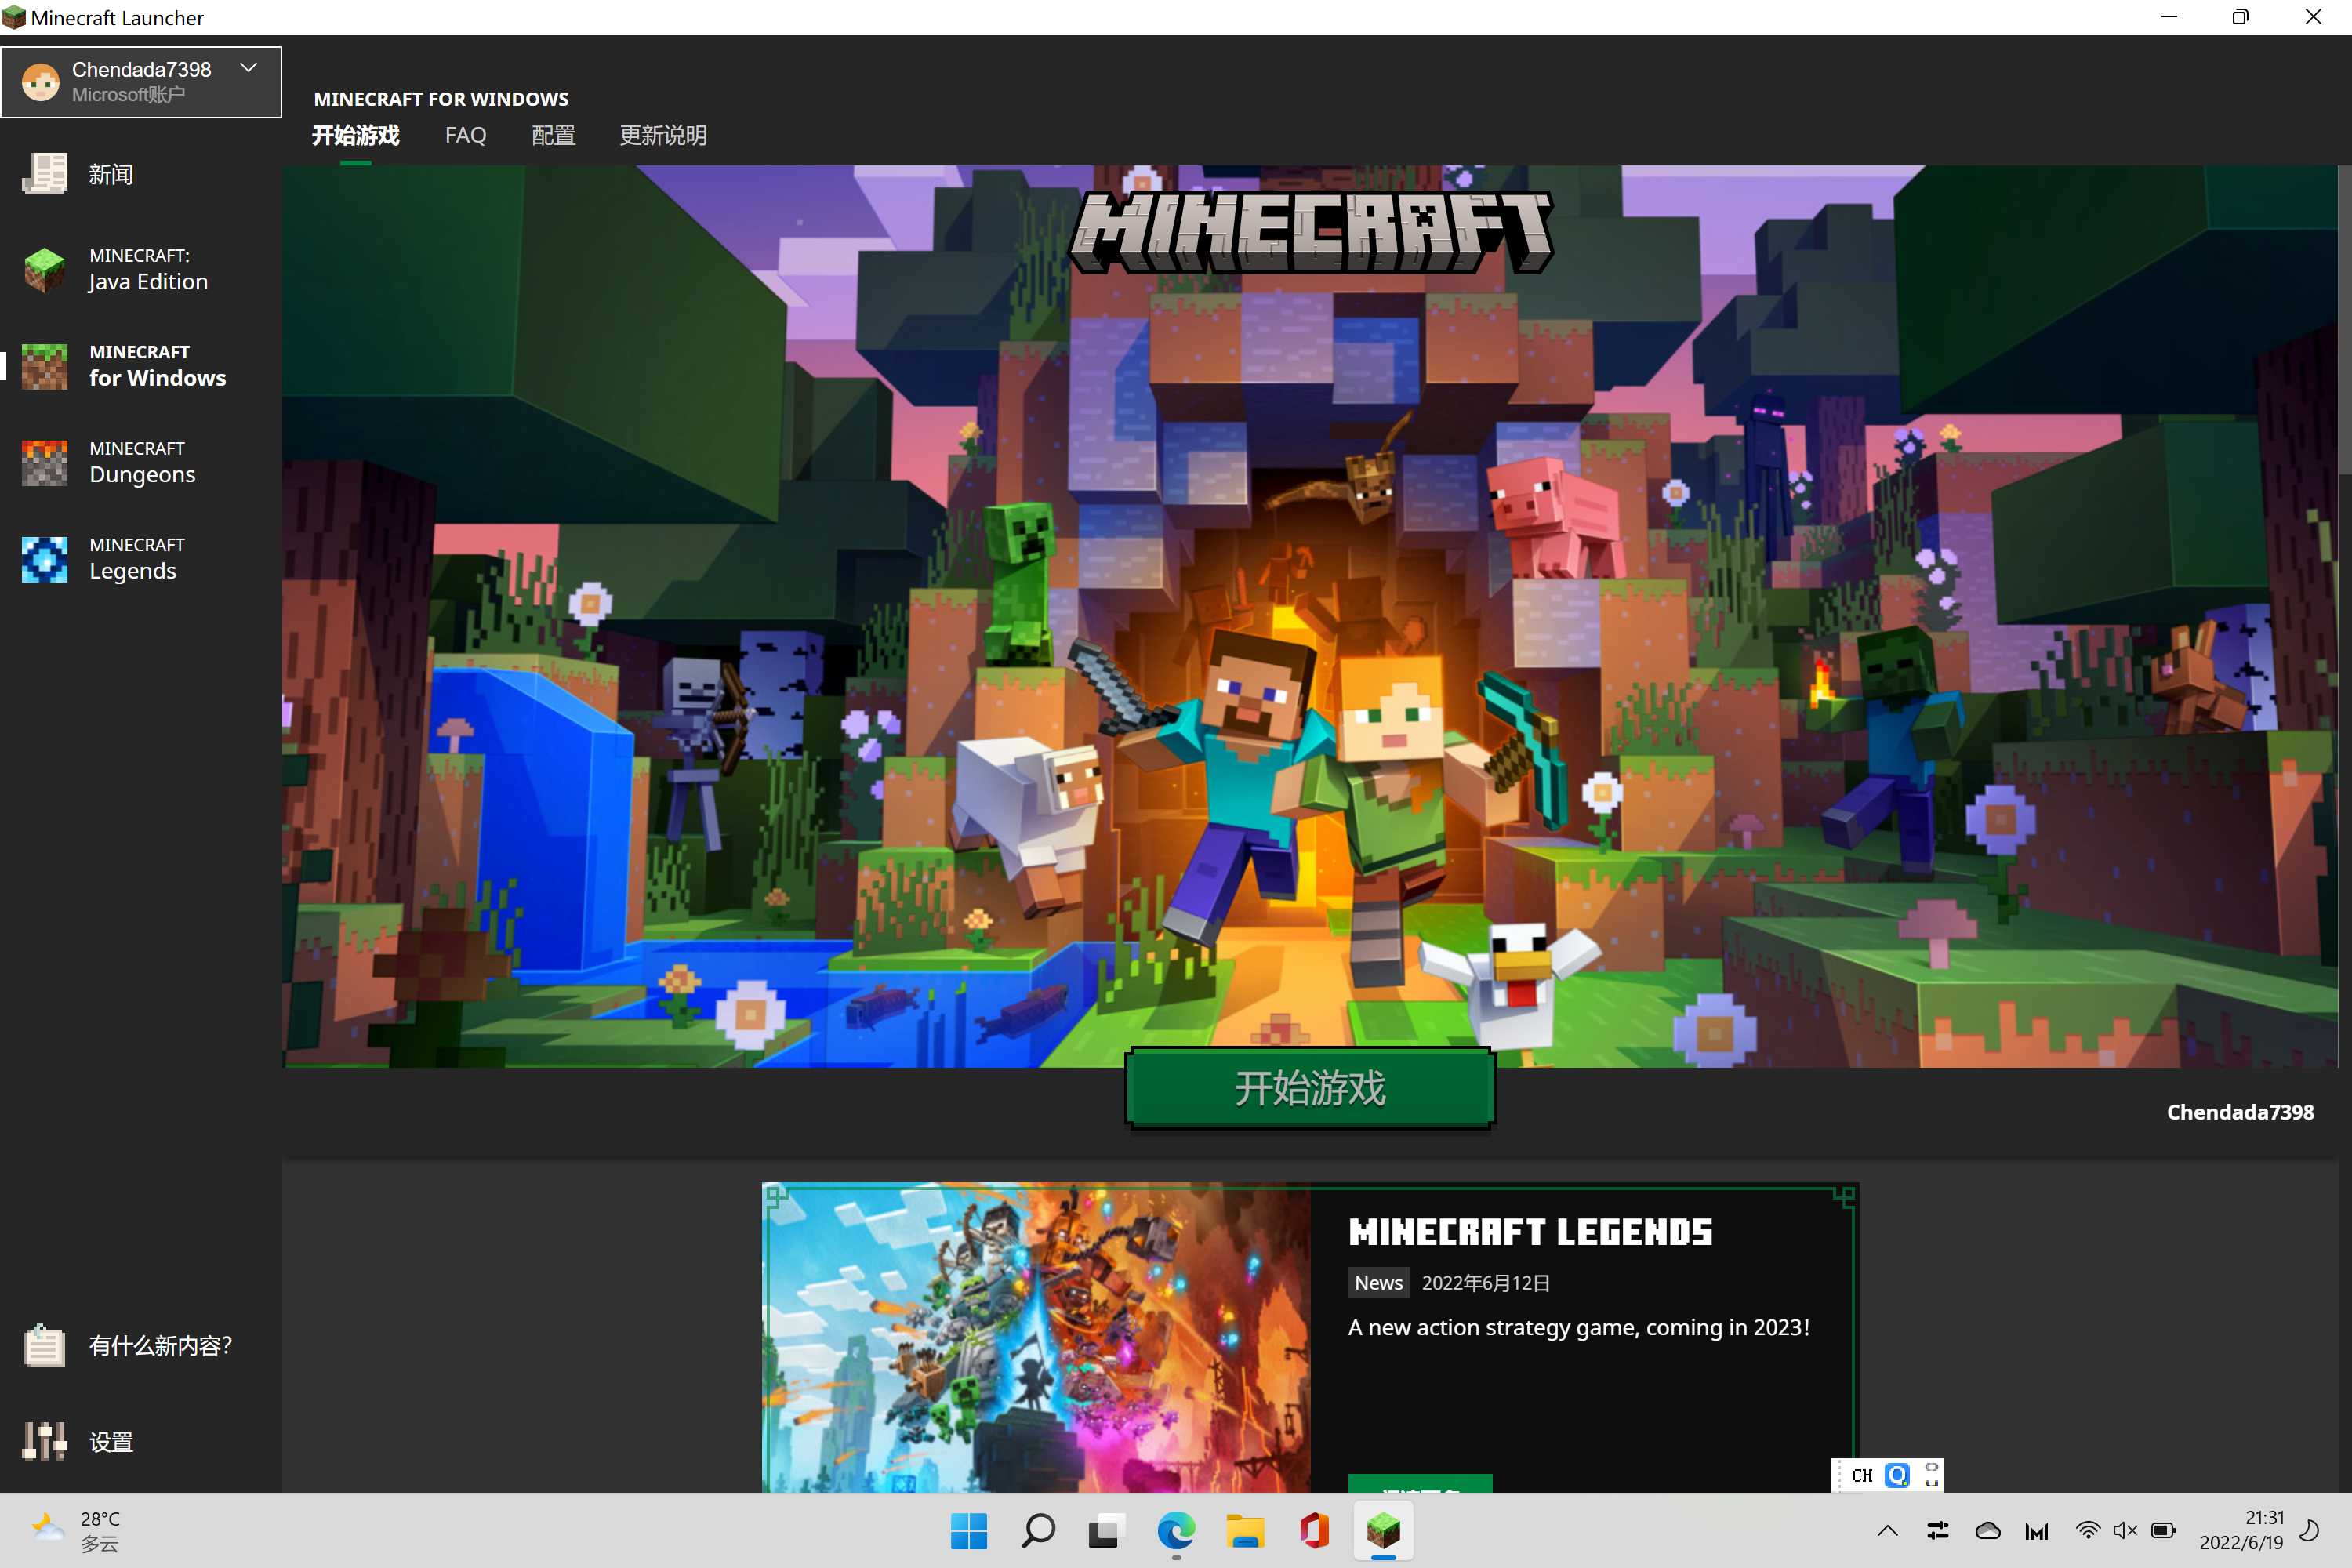 Minecraft Launcher
Chendada7398
Microsoft账户
新闻
MINECRAFT:
Java Edition
MINECRAFT
for Windows
MINECRAFT
Dungeons
MINECRAFT
Legends
有什么新内容?
设置
MINECRAFT FOR WINDOWS
开始游戏 FAQ 配置 更新说明
MINECRAFT
开始游戏
Chendada7398
MINECRAFT LEGENDS
News 2022年6月12日
A new action strategy game, coming in 2023!
CH
28°C
多云
21:31
2022/6/19